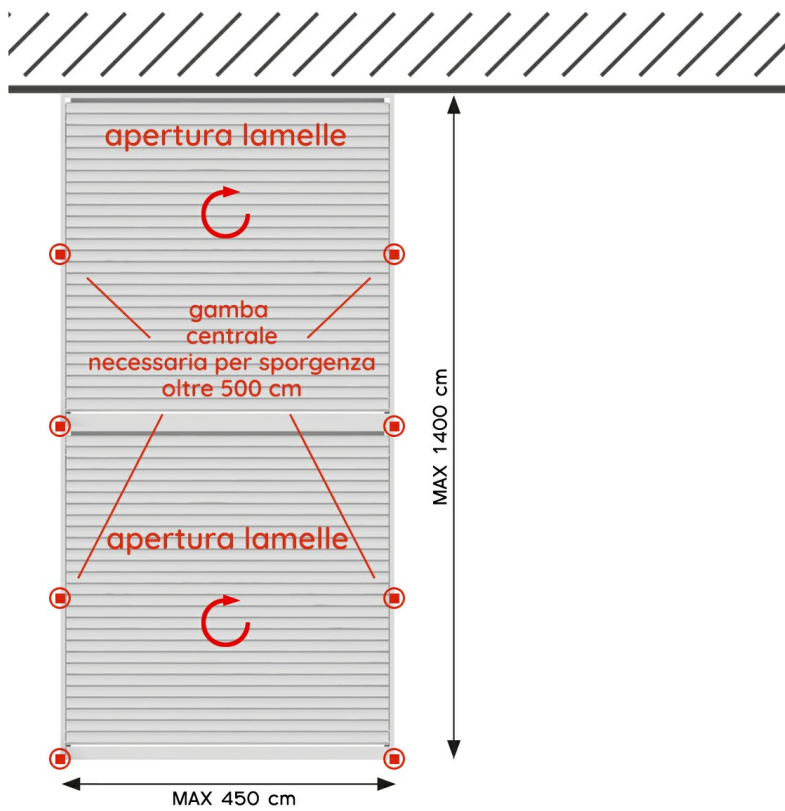 apertura lamelle
gamba
centrale
necessaria per sporgenza
oltre 500 cm
MAX 1400 cm
apertura lamelle
MAX 450 cm